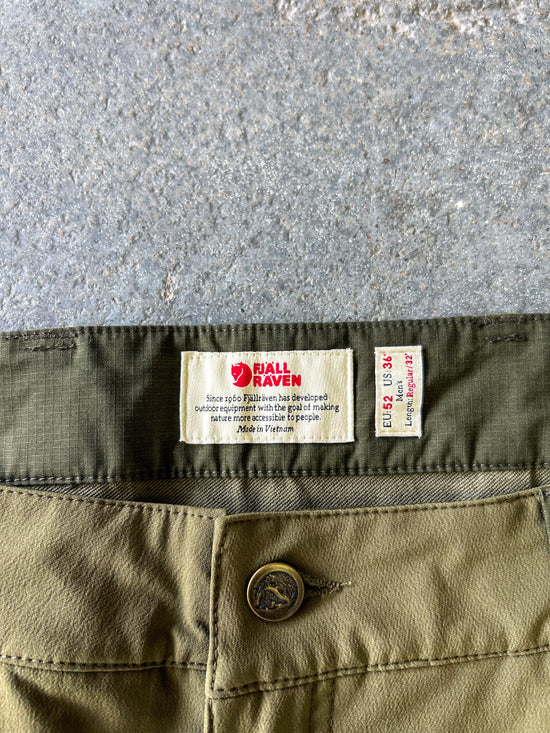 FJÄLL
RÄVEN
Since 1960 Fjällräven has developed
outdoor equipment with the goal of making
nature more accessible to people.
Made in Vietnam
EU:52 US:36"
Men's
Length: Regular/32"